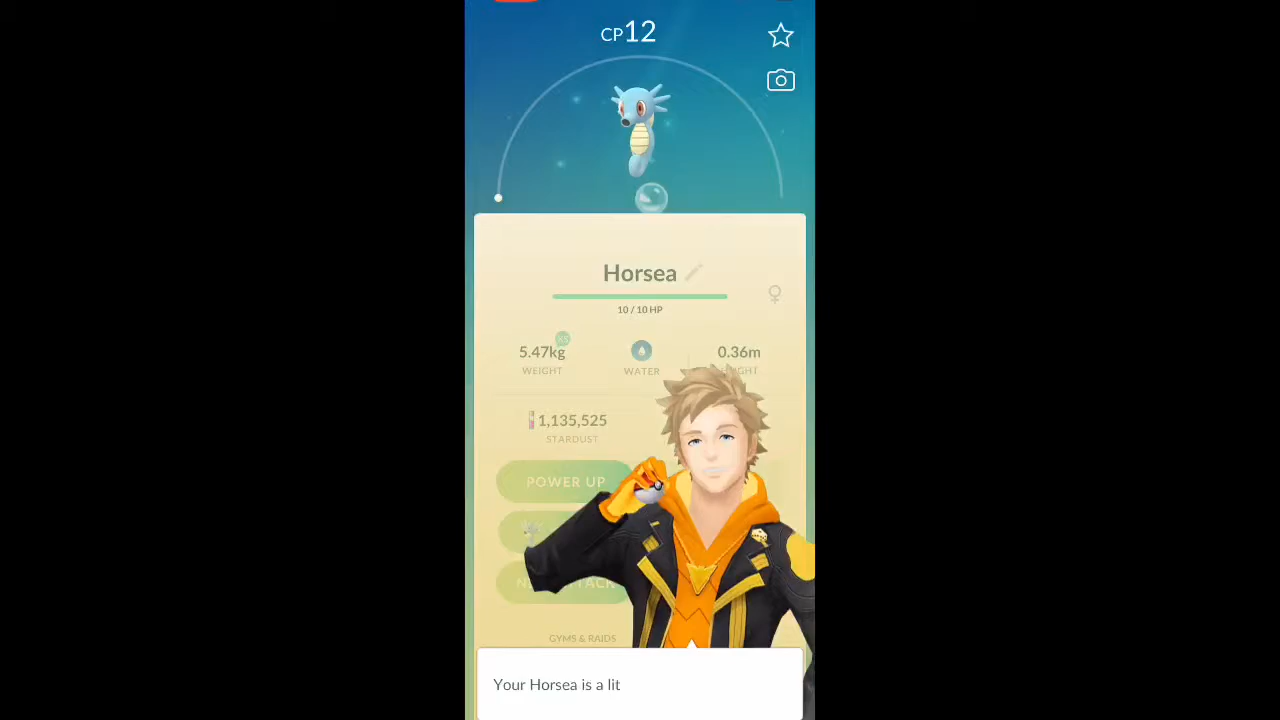 CP12
Horsea
10 / 10 HP
XS
5.47kg
WEIGHT
WATER
0.36m
1,135,525
STARDUST
POWER UP
GYMS & RAIDS
Your Horsea is a lit